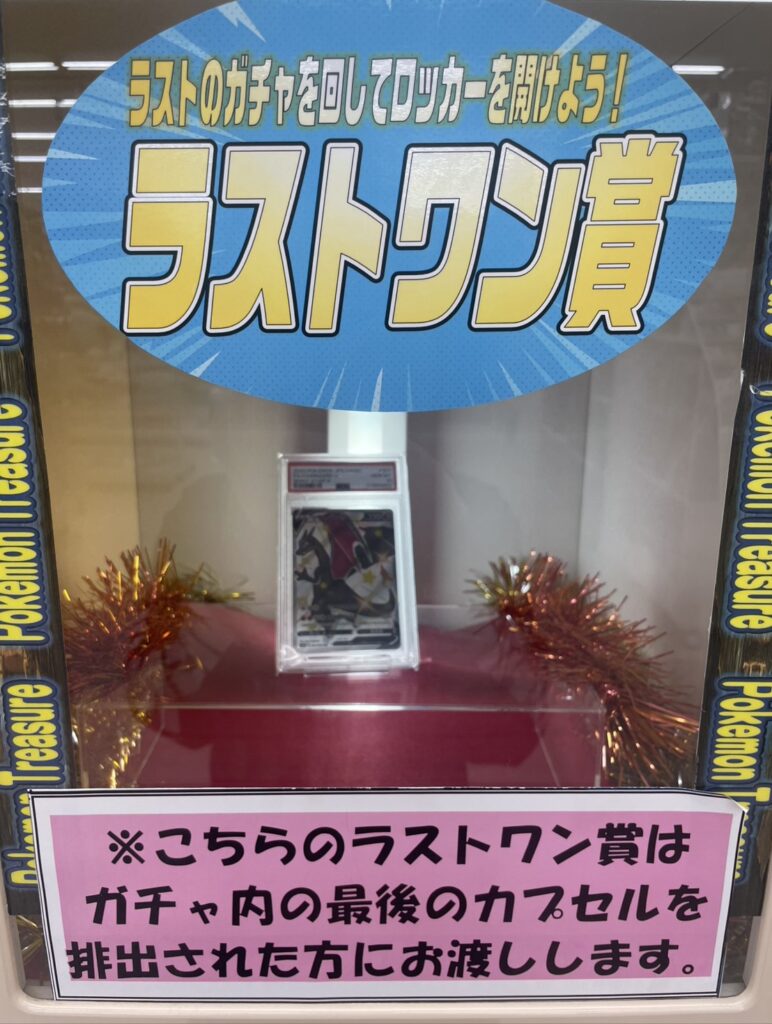 ラストのガチャを回してロッカーを開けよう!
ラストワン賞
Pokemon Treasure
Pokemon Treasure
Pokemon Treasure
Pokemon
※こちらのラストワン賞は
ガチャ内の最後のカプセルを
排出された方にお渡しします。